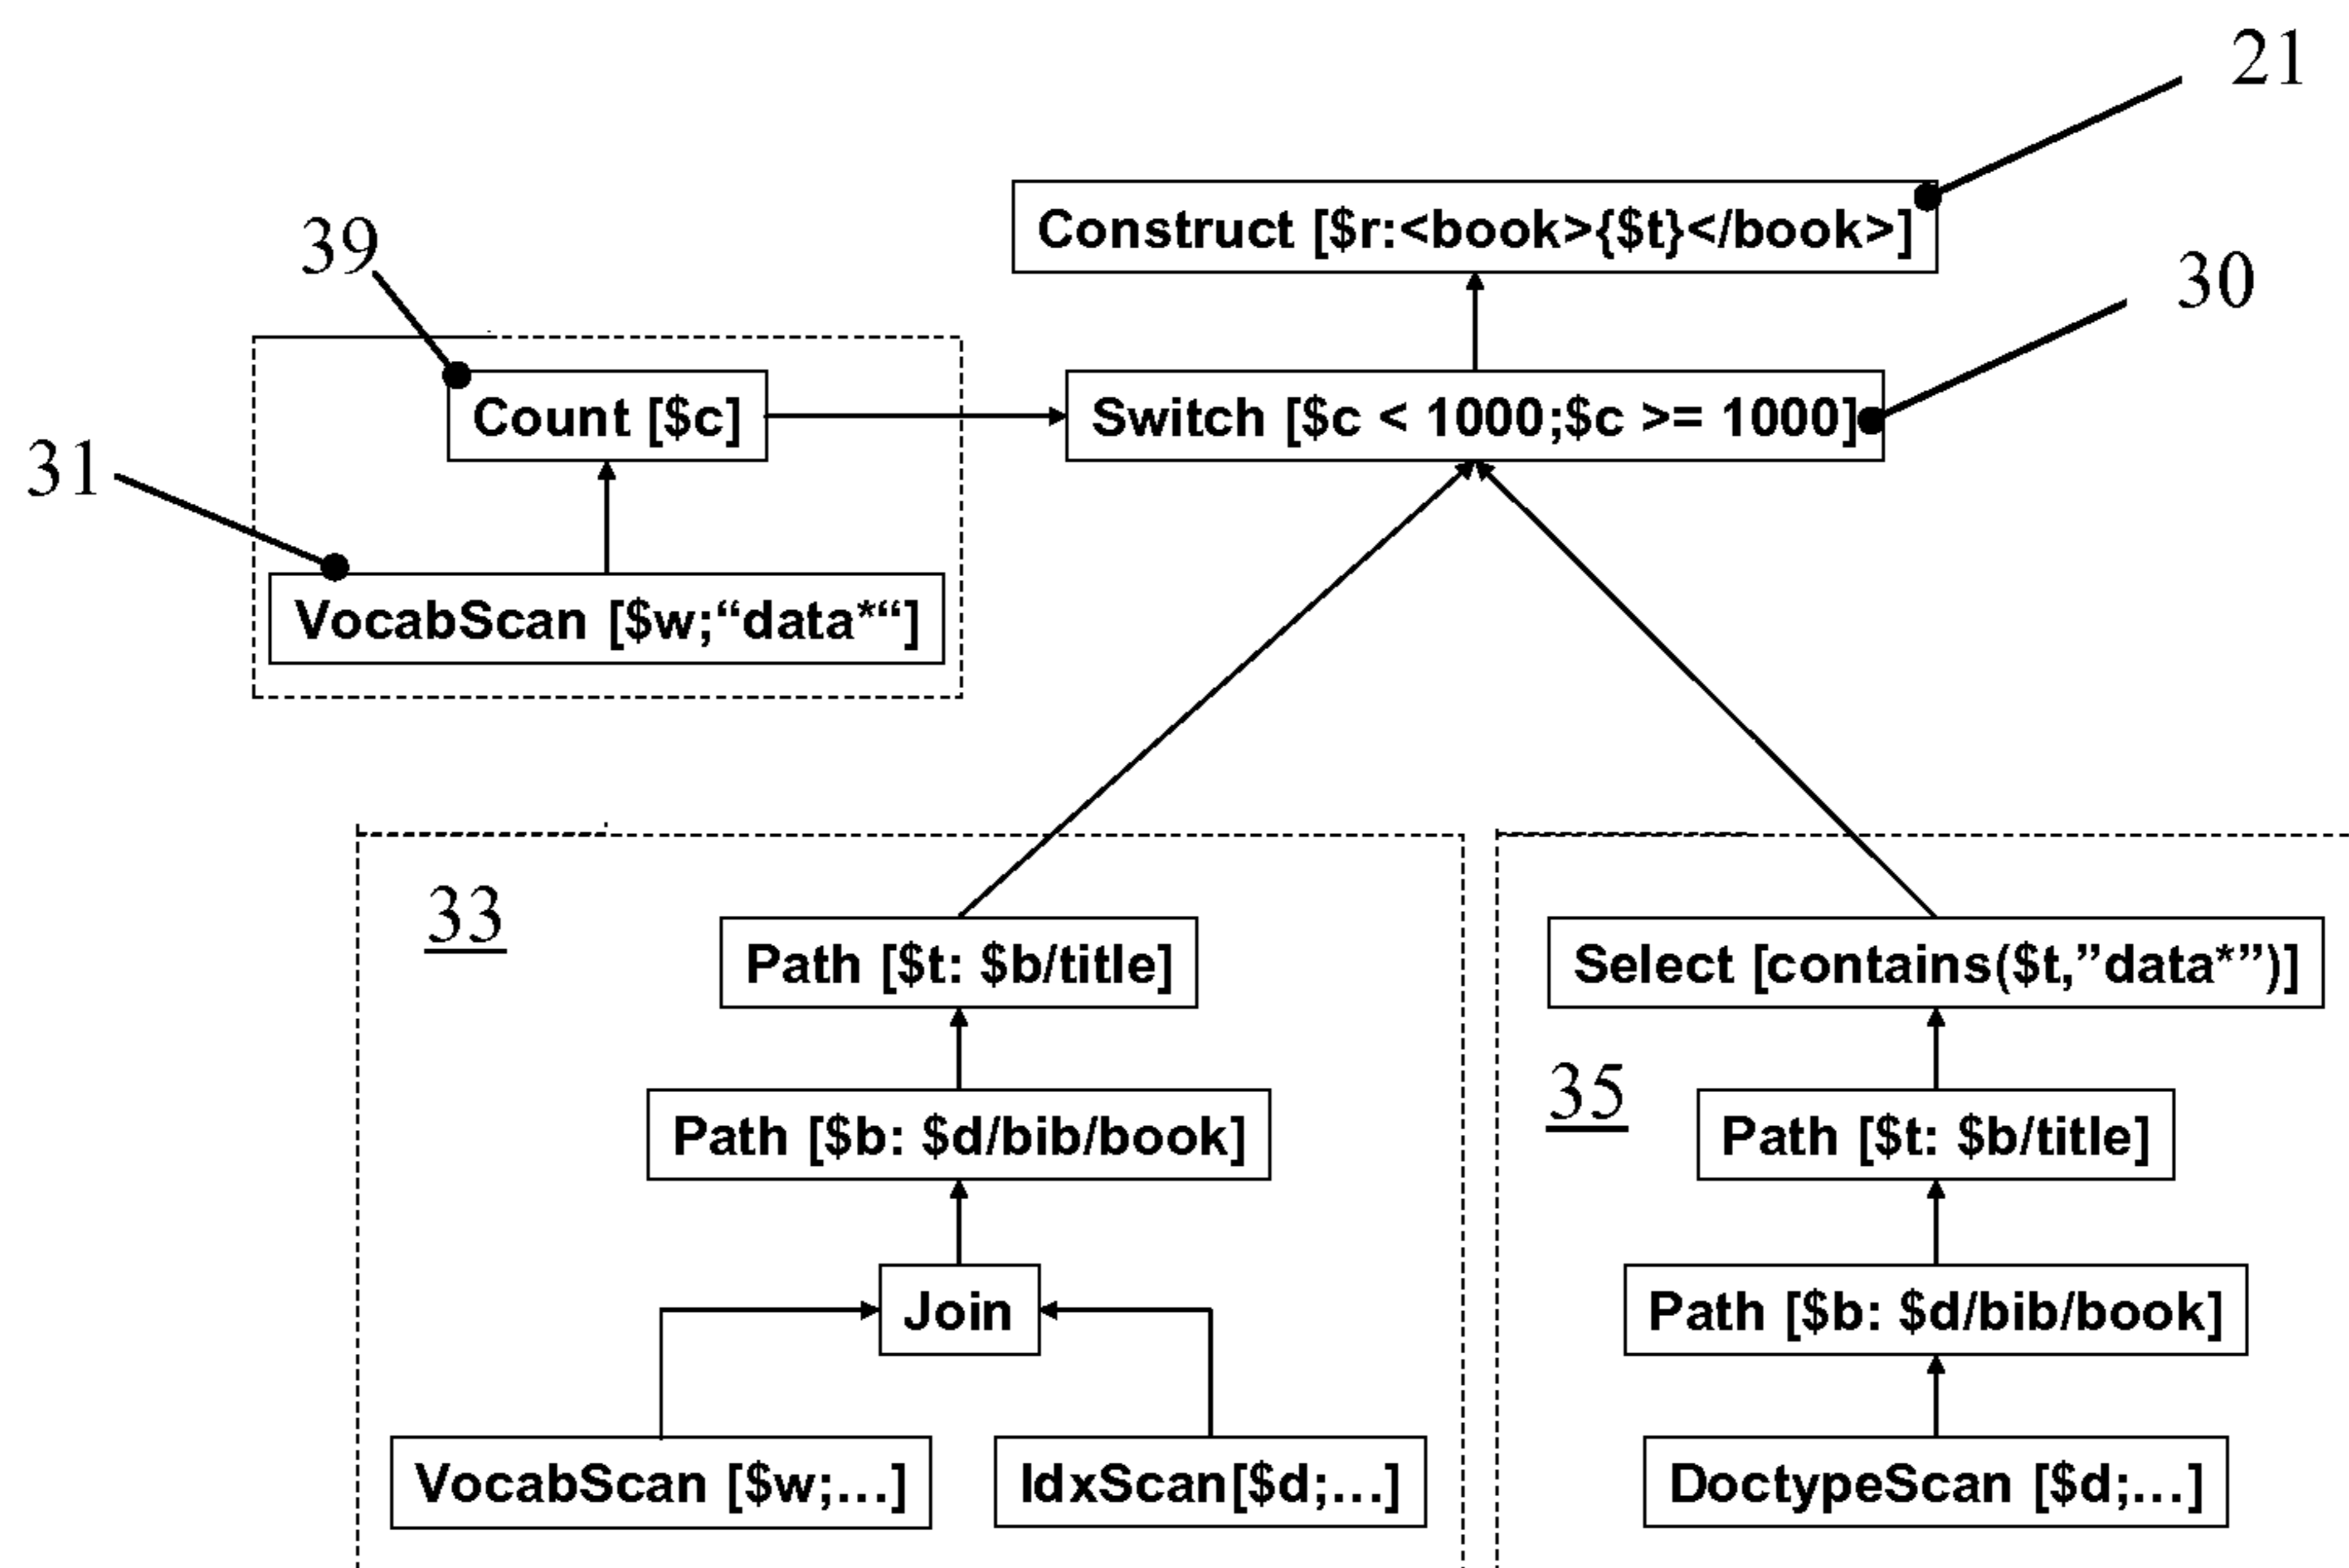 21
Construct [$r:<book>{$t}</book>]
39
30
Count [$c]
Switch [$c < 1000;$c >= 1000]
31
VocabScan [$w;“data*“]
33
Path [$t: $b/title]
Select [contains($t,”data*”)]
35
Path [$b: $d/bib/book]
Path [$t: $b/title]
Join
Path [$b: $d/bib/book]
VocabScan [$w;...]
IdxScan[$d;...]
DoctypeScan [$d;...]